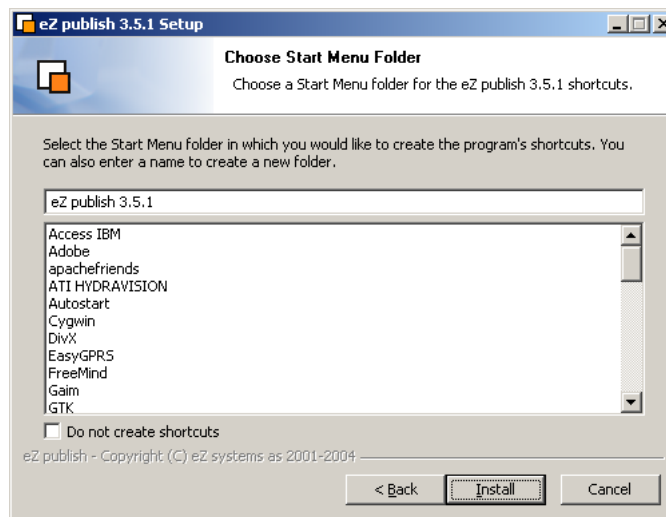 eZ publish 3.5.1 Setup
Choose Start Menu Folder
Choose a Start Menu folder for the eZ publish 3.5.1 shortcuts.
Select the Start Menu folder in which you would like to create the program's shortcuts. You
can also enter a name to create a new folder.
eZ publish 3.5.1
Access IBM
Adobe
apachefriends
ATI HYDRAVISION
Autostart
Cygwin
DivX
EasyGPRS
FreeMind
Gaim
GTK
Do not create shortcuts
eZ publish - Copyright (C) eZ systems as 2001-2004
< Back Install Cancel